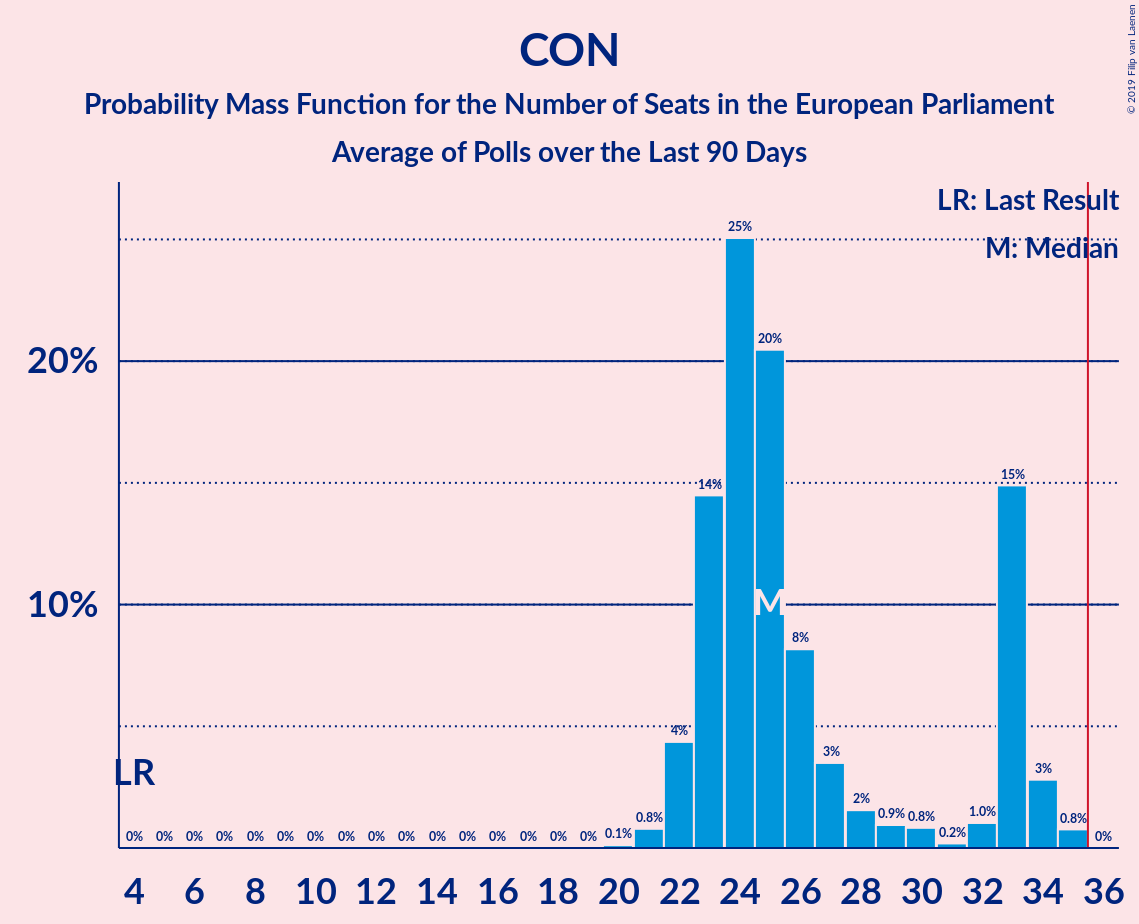 © 2019 Filip van Laenen
CON
Probability Mass Function for the Number of Seats in the European Parliament
Average of Polls over the Last 90 Days
LR: Last Result
M: Median
25%
20%
20%
15%
14%
10%
M
8%
4%
3%
3%
LR
2%
0% 0% 0% 0% 0% 0% 0% 0% 0% 0% 0% 0% 0% 0% 0% 0% 0.1% 0.8% 0.9% 0.8% 0.2% 1.0% 0.8% 0%
4 6 8 10 12 14 16 18 20 22 24 26 28 30 32 34 36